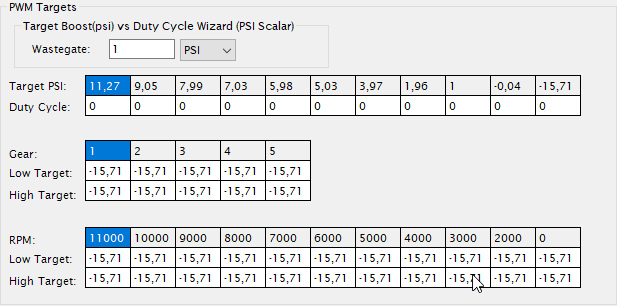 PWM Targets
Target Boost(psi) vs Duty Cycle Wizard (PSI Scalar)
Wastegate: 1 PSI
Target PSI: 11,27 9,05 7,99 7,03 5,98 5,03 3,97 1,96 1 -0,04 -15,71
Duty Cycle: 0 0 0 0 0 0 0 0 0 0 0
Gear: 1 2 3 4 5
Low Target: -15,71 -15,71 -15,71 -15,71 -15,71
High Target: -15,71 -15,71 -15,71 -15,71 -15,71
RPM: 11000 10000 9000 8000 7000 6000 5000 4000 3000 2000 0
Low Target: -15,71 -15,71 -15,71 -15,71 -15,71 -15,71 -15,71 -15,71 -15,71 -15,71 -15,71
High Target: -15,71 -15,71 -15,71 -15,71 -15,71 -15,71 -15,71 -15,71 -15,71 -15,71 -15,71